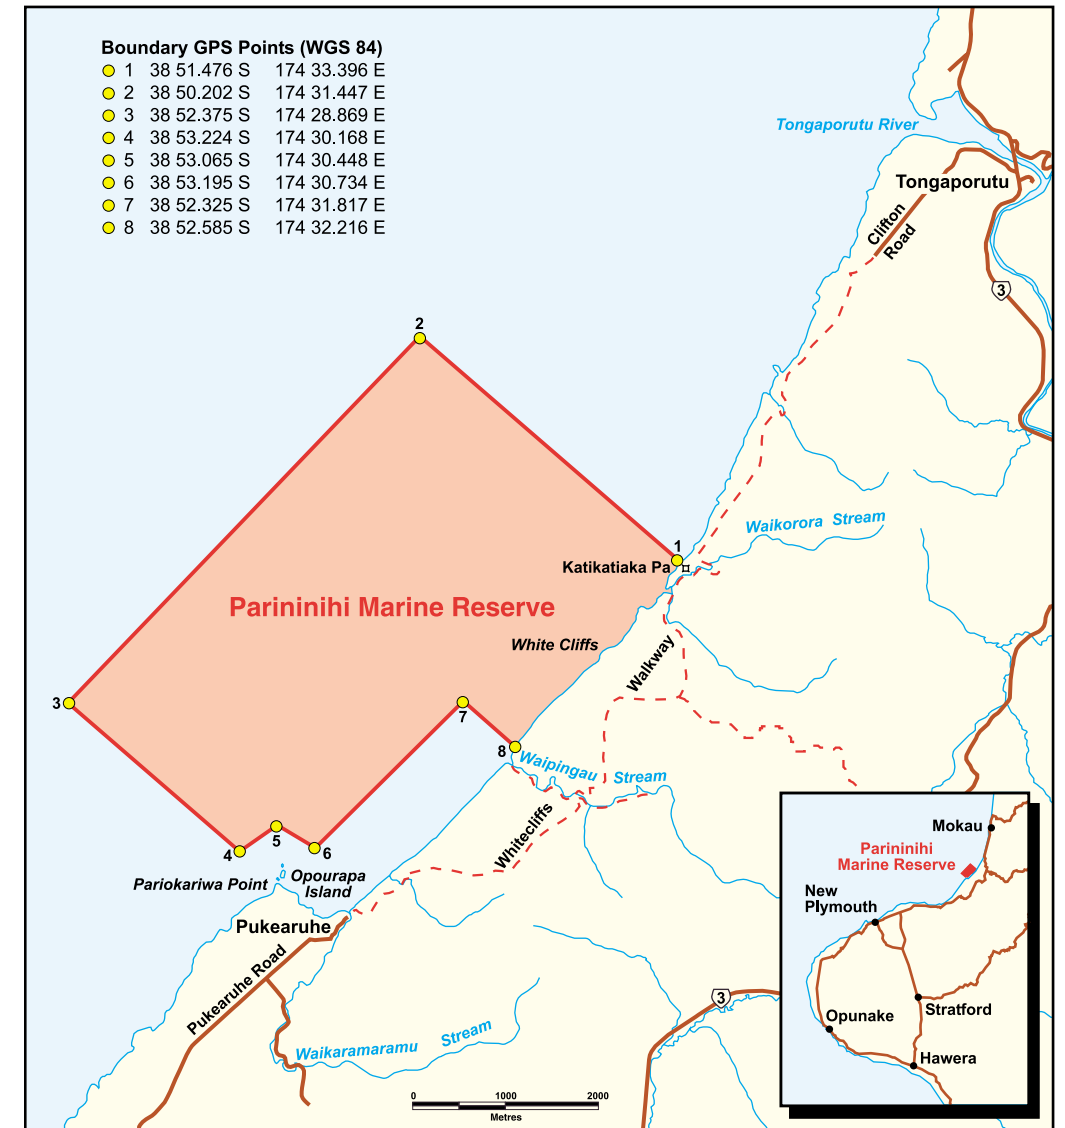 Boundary GPS Points (WGS 84)
1 38 51.476 S 174 33.396 E
2 38 50.202 S 174 31.447 E
3 38 52.375 S 174 28.869 E
4 38 53.224 S 174 30.168 E
5 38 53.065 S 174 30.448 E
6 38 53.195 S 174 30.734 E
7 38 52.325 S 174 31.817 E
8 38 52.585 S 174 32.216 E
Tongaporutu River
Tongaporutu
Clifton
Road
3
2
Waikorora Stream
1
Katikatiaka Pa
Parininihi Marine Reserve
White Cliffs
Walkway
3
7
8
Waipingau Stream
Whitecliffs
5
4
6
Pariokariwa Point
Opourapa
Island
Pukearuhe
Pukearuhe Road
Waikaramaramu Stream
3
0 1000 2000
Metres
Mokau
Parininihi
Marine Reserve
New
Plymouth
Stratford
Opunake
Hawera